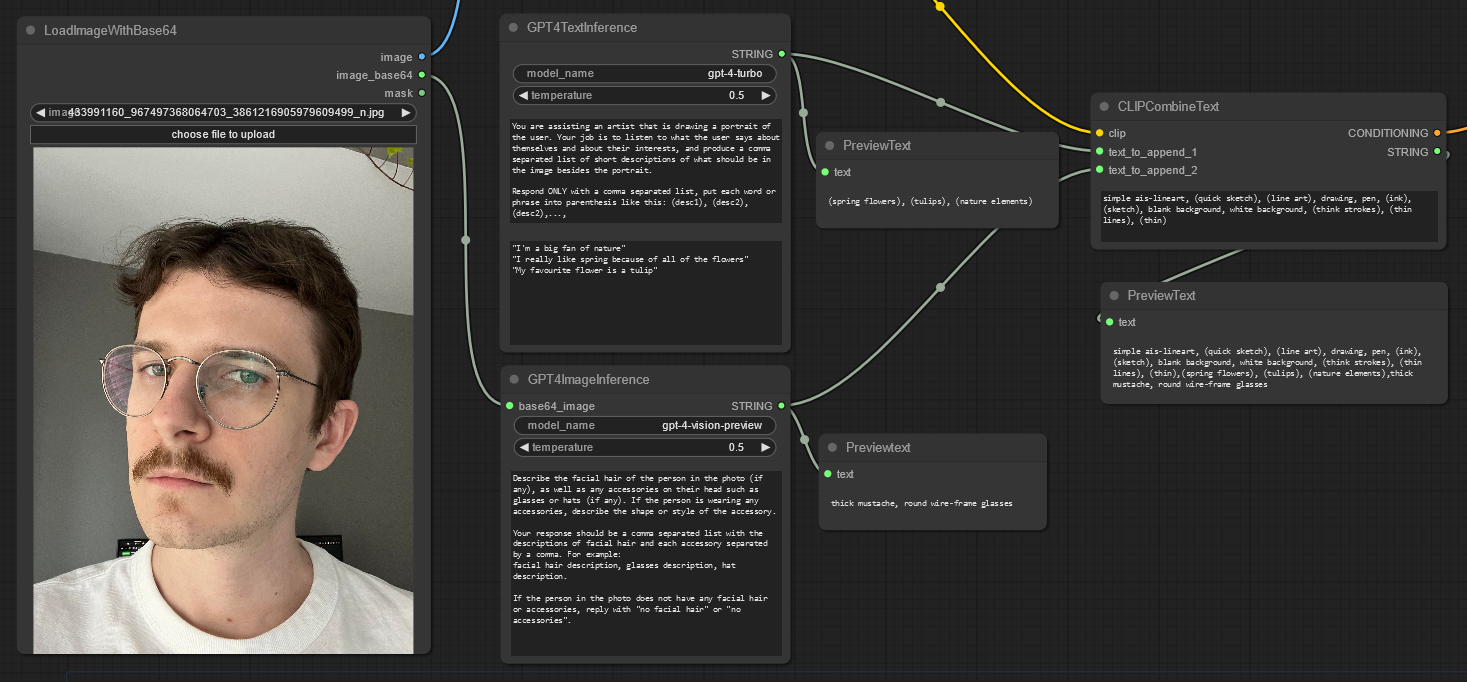 LoadImageWithBase64
image
image_base64
mask
choose file to upload
GPT4TextInference
STRING
model_name gpt-4-turbo
temperature 0.5
You are assisting an artist that is drawing a portrait of
the user. Your job is to listen to what the user says about
themselves and about their interests, and produce a comma
separated list of short descriptions of what should be in
the image besides the portrait.
Respond ONLY with a comma separated list, put each word or
phrase into parenthesis like this: (desc1), (desc2),
(desc2),...,
"I'm a big fan of nature"
"I really like spring because of all of the flowers"
"My favourite flower is a tulip"
GPT4ImageInference
base64_image STRING
model_name gpt-4-vision-preview
temperature 0.5
Describe the facial hair of the person in the photo (if
any), as well as any accessories on their head such as
glasses or hats (if any). If the person is wearing any
accessories, describe the shape or style of the accessory.
Your response should be a comma separated list with the
descriptions of facial hair and each accessory separated
by a comma. For example:
facial hair description, glasses description, hat
description.
If the person in the photo does not have any facial hair
or accessories, reply with "no facial hair" or "no
accessories".
PreviewText
text
(spring flowers), (tulips), (nature elements)
Previewtext
text
thick mustache, round wire-frame glasses
CLIPCombineText
clip CONDITIONING
text_to_append_1 STRING
text_to_append_2
simple ais-lineart, (quick sketch), (line art), drawing, pen, (ink),
(sketch), blank background, white background, (think strokes), (thin
lines), (thin)
PreviewText
text
simple ais-lineart, (quick sketch), (line art), drawing, pen, (ink),
(sketch), blank background, white background, (think strokes), (thin
lines), (thin),(spring flowers), (tulips), (nature elements),thick
mustache, round wire-frame glasses